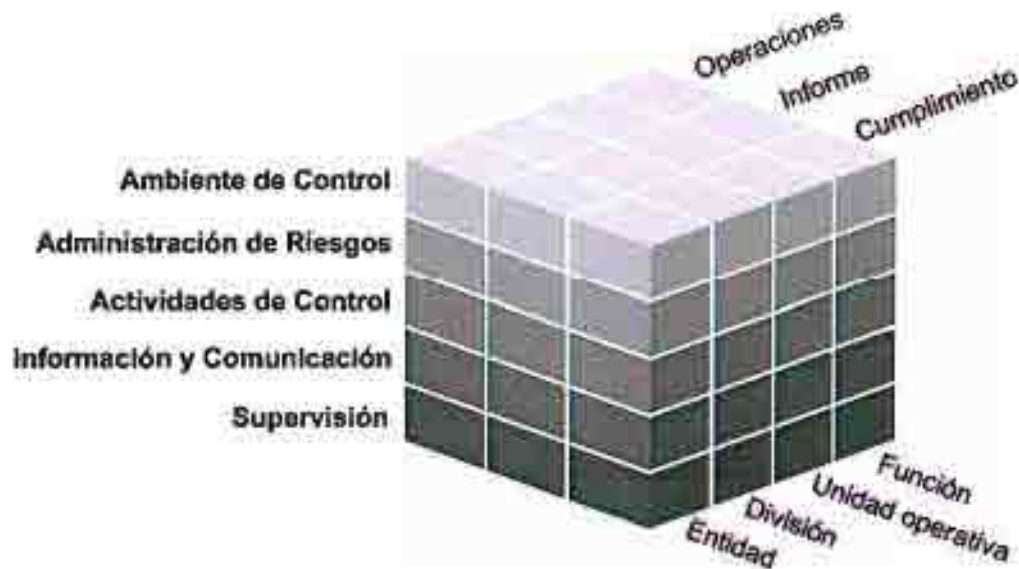 Operaciones
Informe
Cumplimiento
Ambiente de Control
Administración de Riesgos
Actividades de Control
Información y Comunicación
Supervisión
Función
Unidad operativa
División
Entidad